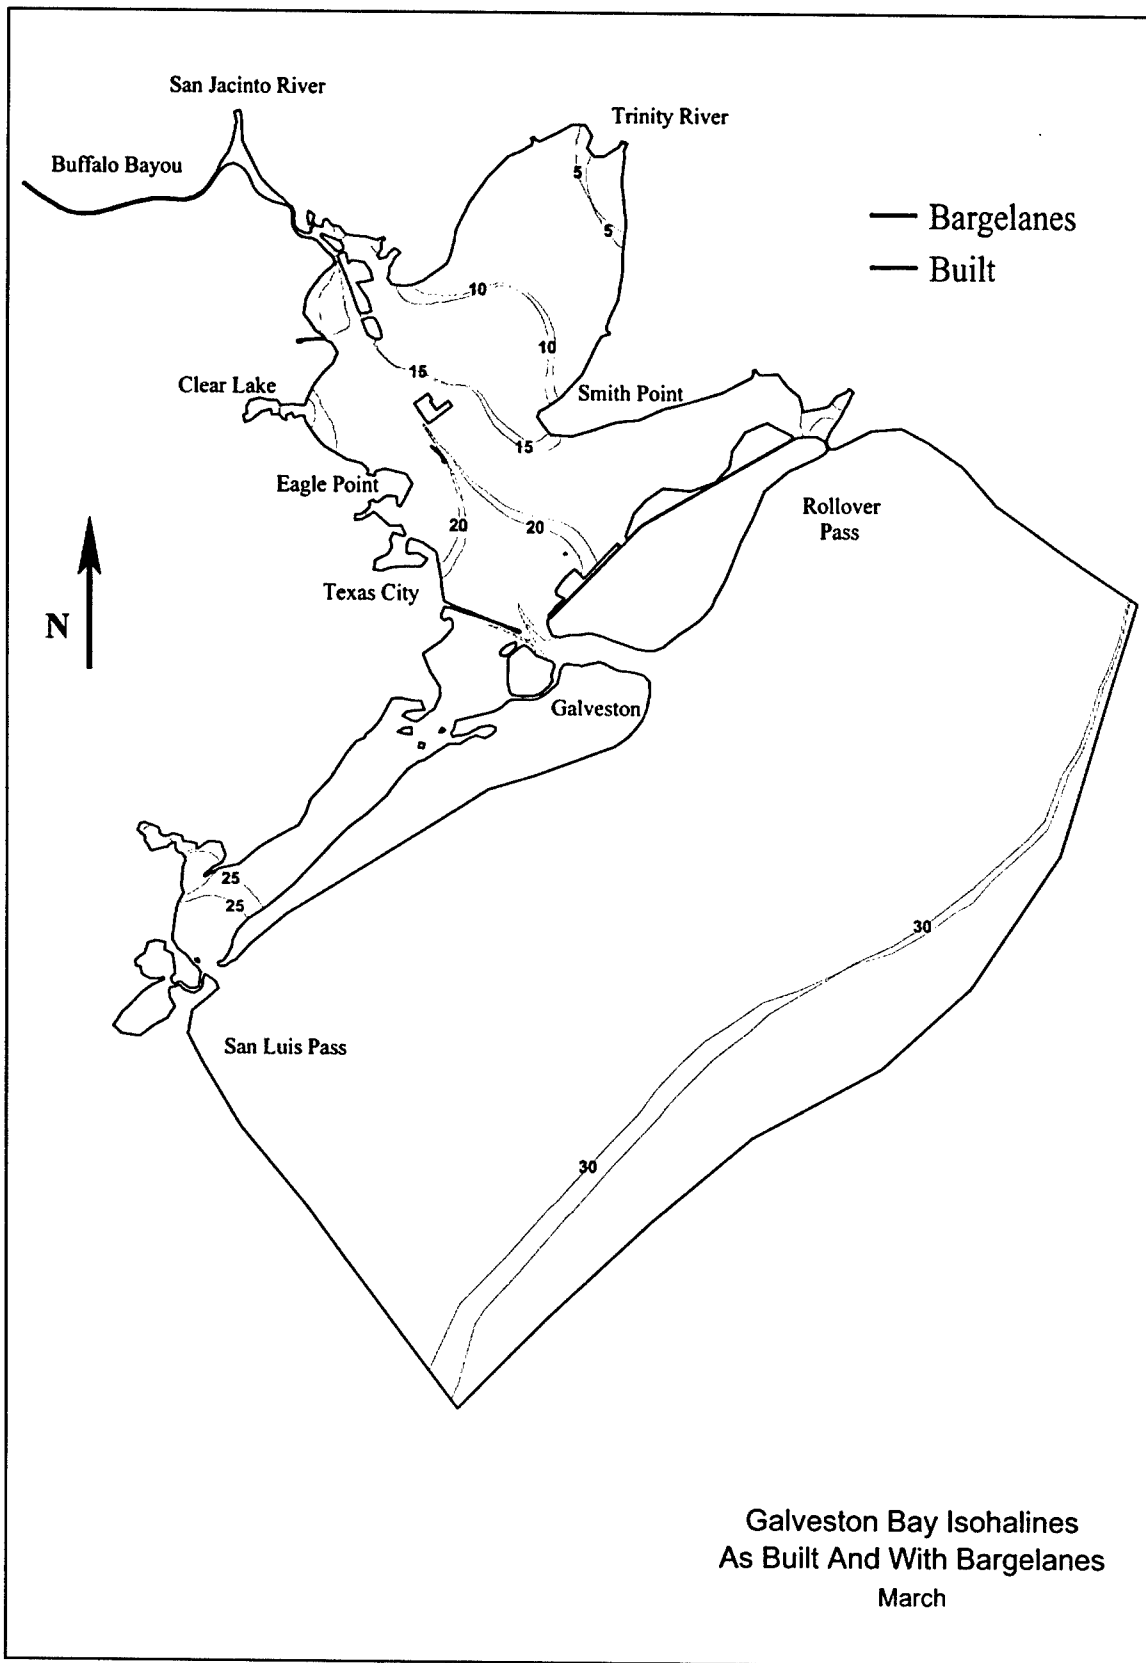 San Jacinto River
Trinity River
Buffalo Bayou
5
5
Bargelanes
Built
10
10
15
Clear Lake
Smith Point
15
Eagle Point
20
20
Rollover
Pass
Texas City
N
Galveston
25
25
30
San Luis Pass
30
Galveston Bay Isohalines
As Built And With Bargelanes
March